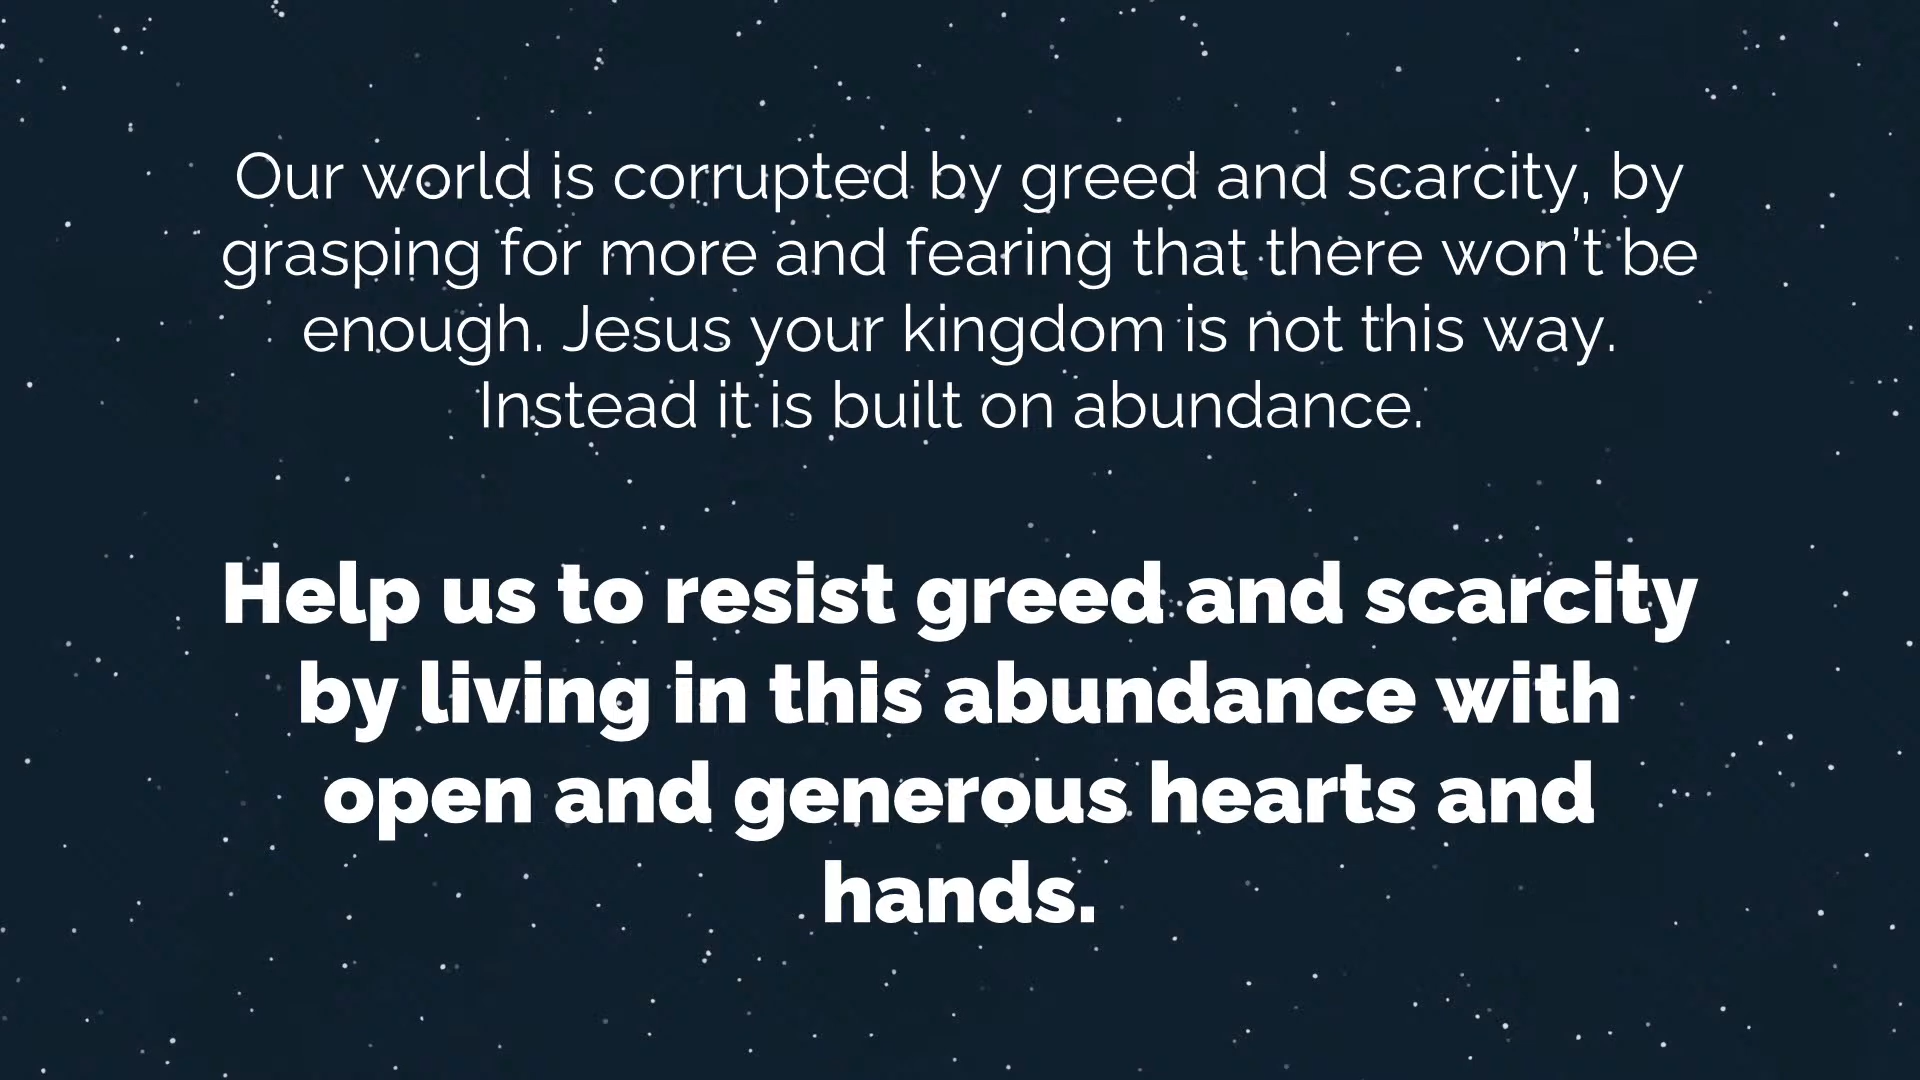 Our world is corrupted by greed and scarcity, by
grasping for more and fearing that there won’t be
enough. Jesus your kingdom is not this way.
Instead it is built on abundance.
Help us to resist greed and scarcity
by living in this abundance with
open and generous hearts and
hands.